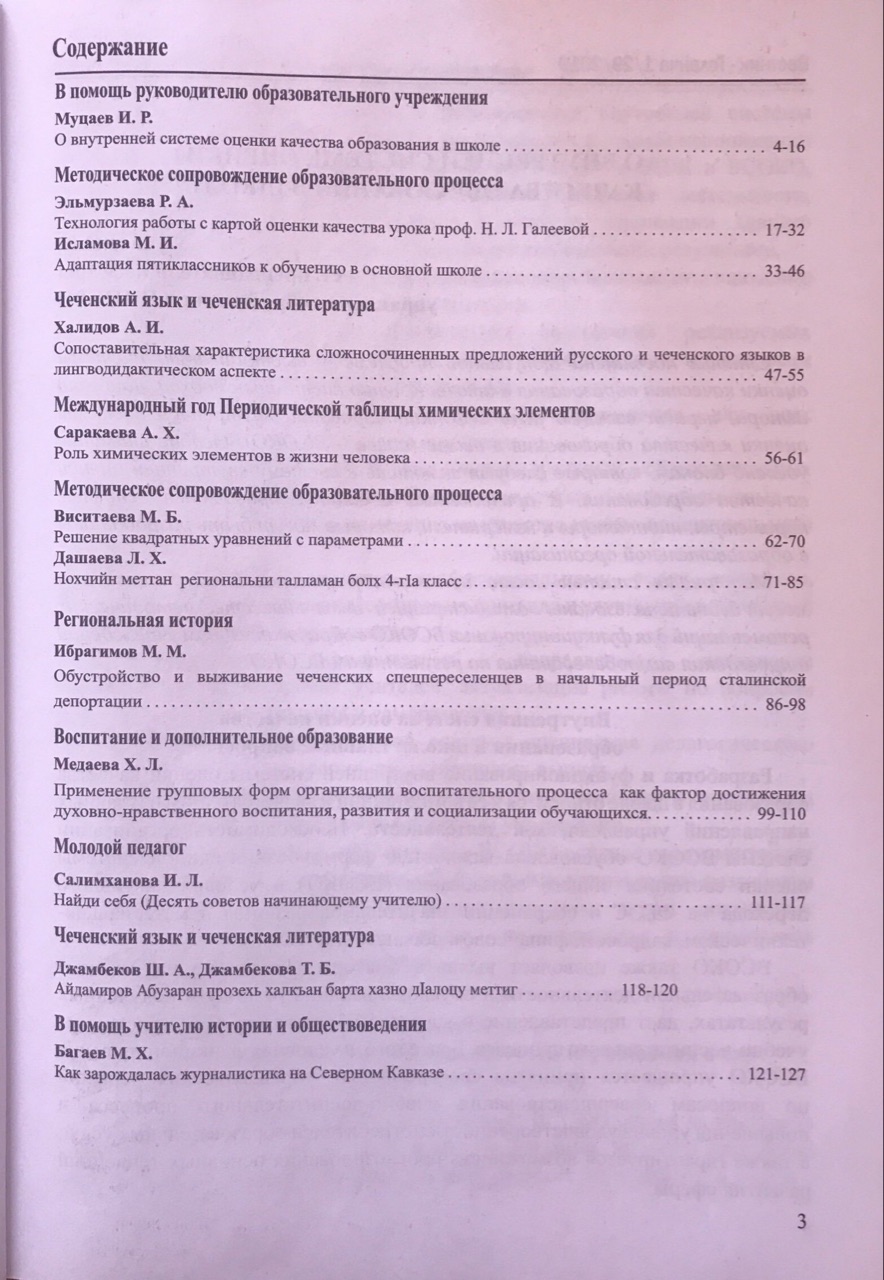 Содержание
В помощь руководителю образовательного учреждения
Муцаев И. Р.
О внутренней системе оценки качества образования в школе . . . . . . . . . . . . . . . . . . . . . . . . . . . . . 4-16
Методическое сопровождение образовательного процесса
Эльмурзаева Р. А.
Технология работы с картой оценки качества урока проф. Н. Л. Галеевой . . . . . . . . . . . . . . . . . . . 17-32
Исламова М. И.
Адаптация пятиклассников к обучению в основной школе . . . . . . . . . . . . . . . . . . . . . . . . . . . . . . 33-46
Чеченский язык и чеченская литература
Халидов А. И.
Сопоставительная характеристика сложносочиненных предложений русского и чеченского языков в
лингводидактическом аспекте . . . . . . . . . . . . . . . . . . . . . . . . . . . . . . . . . . . . . . . . . . . . . . . . . . . . . 47-55
Международный год Периодической таблицы химических элементов
Саракаева А. Х.
Роль химических элементов в жизни человека . . . . . . . . . . . . . . . . . . . . . . . . . . . . . . . . . . . . . . . 56-61
Методическое сопровождение образовательного процесса
Виситаева М. Б.
Решение квадратных уравнений с параметрами . . . . . . . . . . . . . . . . . . . . . . . . . . . . . . . . . . . . . . . 62-70
Дашаева Л. Х.
Нохчийн меттан региональни талламан болх 4-гIа класс . . . . . . . . . . . . . . . . . . . . . . . . . . . . . . . . 71-85
Региональная история
Ибрагимов М. М.
Обустройство и выживание чеченских спецпереселенцев в начальный период сталинской
депортации . . . . . . . . . . . . . . . . . . . . . . . . . . . . . . . . . . . . . . . . . . . . . . . . . . . . . . . . . . . . . . . . . . 86-98
Воспитание и дополнительное образование
Медаева Х. Л.
Применение групповых форм организации воспитательного процесса как фактор достижения
духовно-нравственного воспитания, развития и социализации обучающихся. . . . . . . . . . . . . 99-110
Молодой педагог
Салимханова И. Л.
Найди себя (Десять советов начинающему учителю) . . . . . . . . . . . . . . . . . . . . . . . . . . . . . . . . . 111-117
Чеченский язык и чеченская литература
Джамбеков Ш. А., Джамбекова Т. Б.
Айдамиров Абузаран прозехь халкъан барта хазно дIалоцу меттиг . . . . . . . . . . . 118-120
В помощь учителю истории и обществоведения
Багаев М. Х.
Как зарождалась журналистика на Северном Кавказе . . . . . . . . . . . . . . . . . . . . . . . . . . . . . . . . . 121-127
3